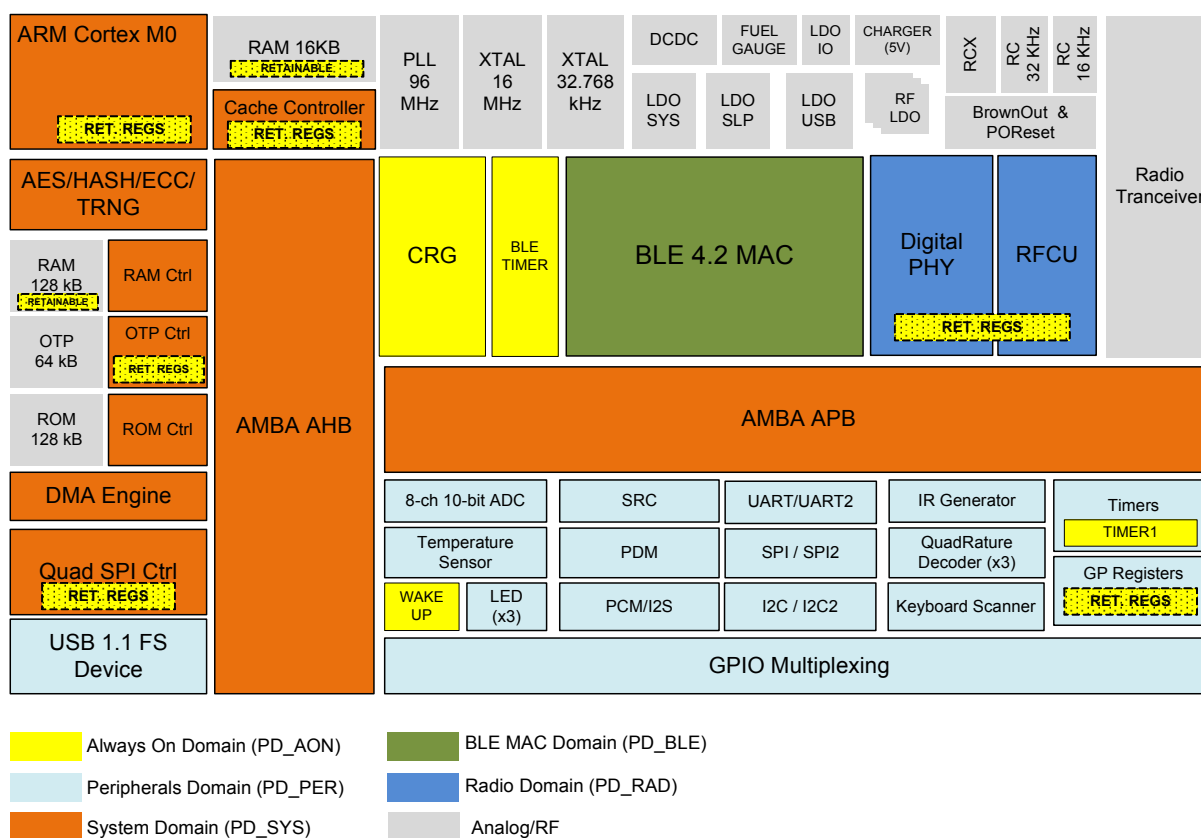 ARM Cortex M0
RET. REGS
RAM 16KB
RETAINABLE
Cache Controller
RET. REGS
PLL
96
MHz
XTAL
16
MHz
XTAL
32.768
kHz
DCDC
FUEL
GAUGE
LDO
IO
CHARGER
(5V)
LDO
SYS
LDO
SLP
LDO
USB
RF
LDO
RCX
RC
32 KHz
RC
16 KHz
BrownOut &
POReset
Radio
Tranceiver
AES/HASH/ECC/
TRNG
RAM
128 kB
RETAINABLE
RAM Ctrl
OTP
64 kB
OTP Ctrl
RET. REGS
ROM
128 kB
ROM Ctrl
DMA Engine
Quad SPI Ctrl
RET. REGS
USB 1.1 FS
Device
AMBA AHB
CRG
BLE
TIMER
BLE 4.2 MAC
Digital
PHY
RFCU
RET. REGS
AMBA APB
8-ch 10-bit ADC
SRC
UART/UART2
IR Generator
Timers
TIMER1
Temperature
Sensor
PDM
SPI / SPI2
QuadRature
Decoder (x3)
GP Registers
RET. REGS
WAKE
UP
LED
(x3)
PCM/I2S
I2C / I2C2
Keyboard Scanner
GPIO Multiplexing
Always On Domain (PD_AON)
BLE MAC Domain (PD_BLE)
Peripherals Domain (PD_PER)
Radio Domain (PD_RAD)
System Domain (PD_SYS)
Analog/RF